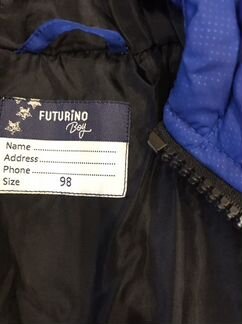 FUTURiNO
Boy
Name
Address
Phone
Size 98